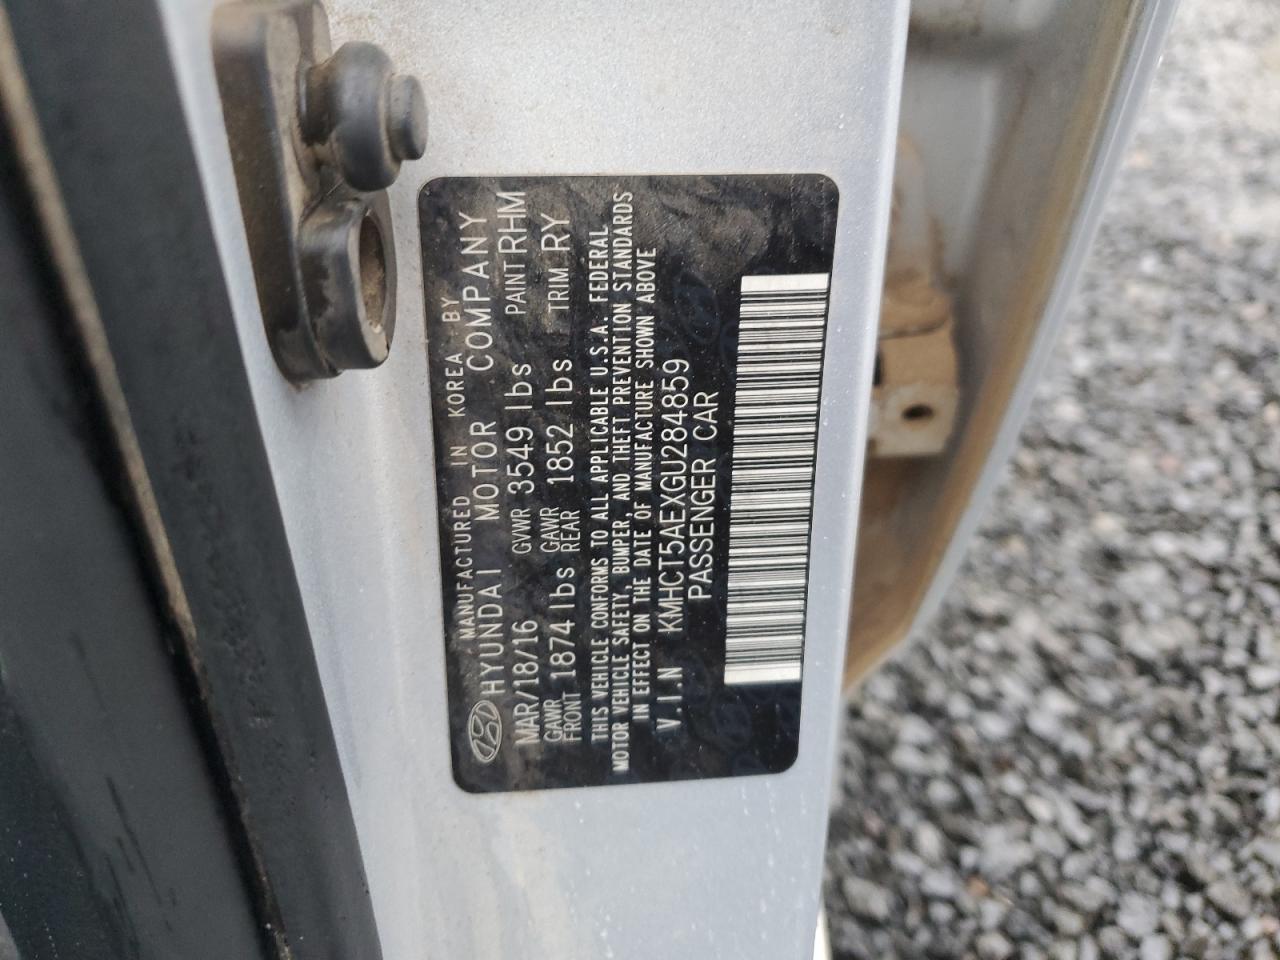 MANUFACTURED IN KOREA BY
HYUNDAI MOTOR COMPANY
MAR/18/16 GVWR 3549 lbs PAINT RHM
GAWR FRONT 1874 lbs GAWR REAR 1852 lbs TRIM RY
THIS VEHICLE CONFORMS TO ALL APPLICABLE U.S.A. FEDERAL
MOTOR VEHICLE SAFETY, BUMPER, AND THEFT PREVENTION STANDARDS
IN EFFECT ON THE DATE OF MANUFACTURE SHOWN ABOVE
V.I.N KMHCT5AEXGU284859
PASSENGER CAR